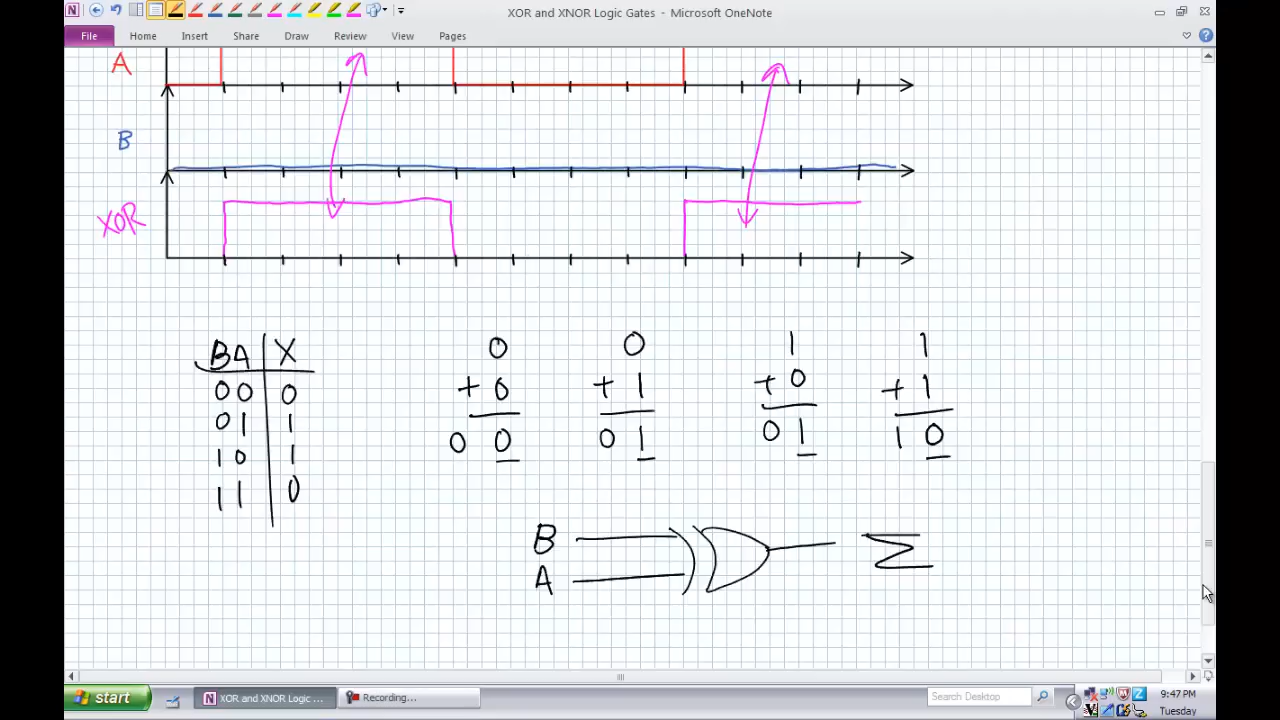 XOR and XNOR Logic Gates - Microsoft OneNote
File Home Insert Share Draw Review View Pages
A
B
XOR
BA X
00 0
01 1
10 1
11 0
0 0 1 1
+ 0 + 1 + 0 + 1
0 0 0 1 0 1 1 0
B
A
Σ
start XOR and XNOR Logic ... Recording... Search Desktop 9:47 PM
Tuesday